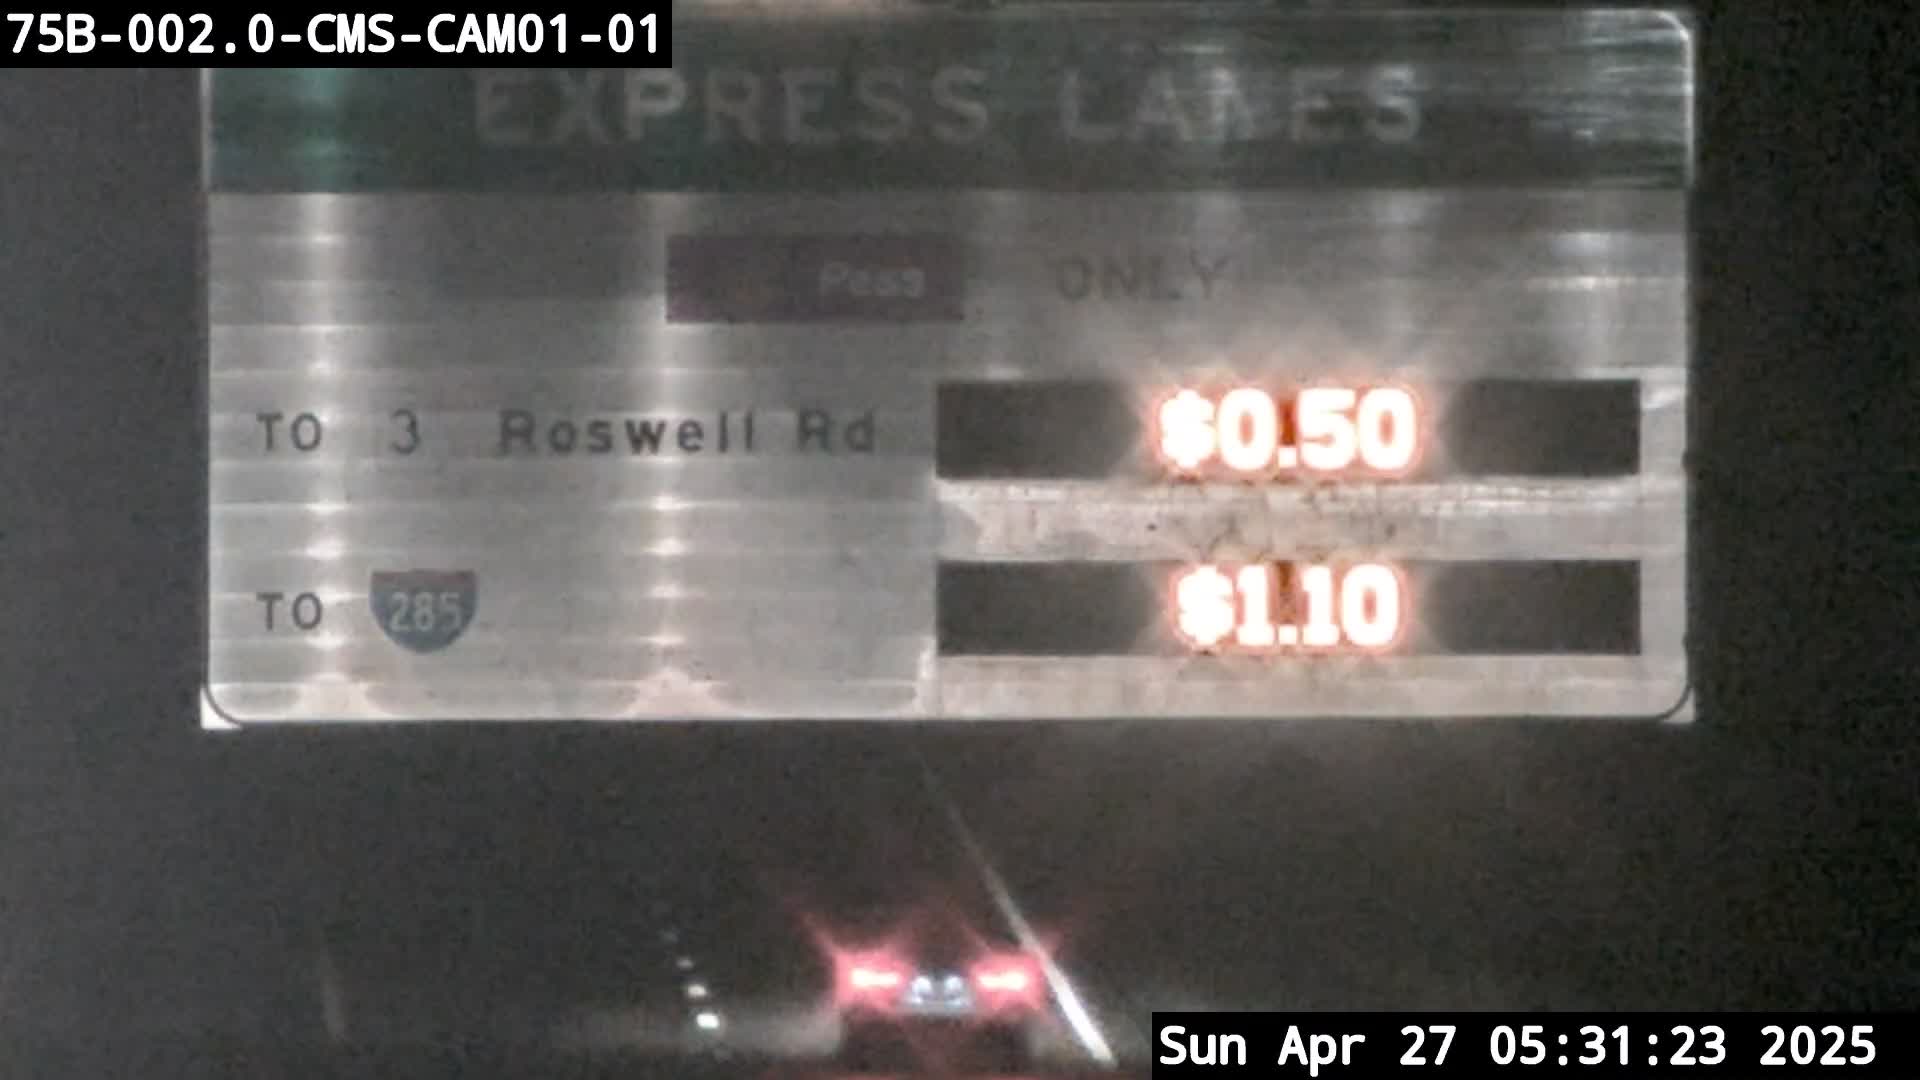 75B-002.0-CMS-CAM01-01
EXPRESS LANES
Pass ONLY
TO 3 Roswell Rd $0.50
TO 285 $1.10
Sun Apr 27 05:31:23 2025